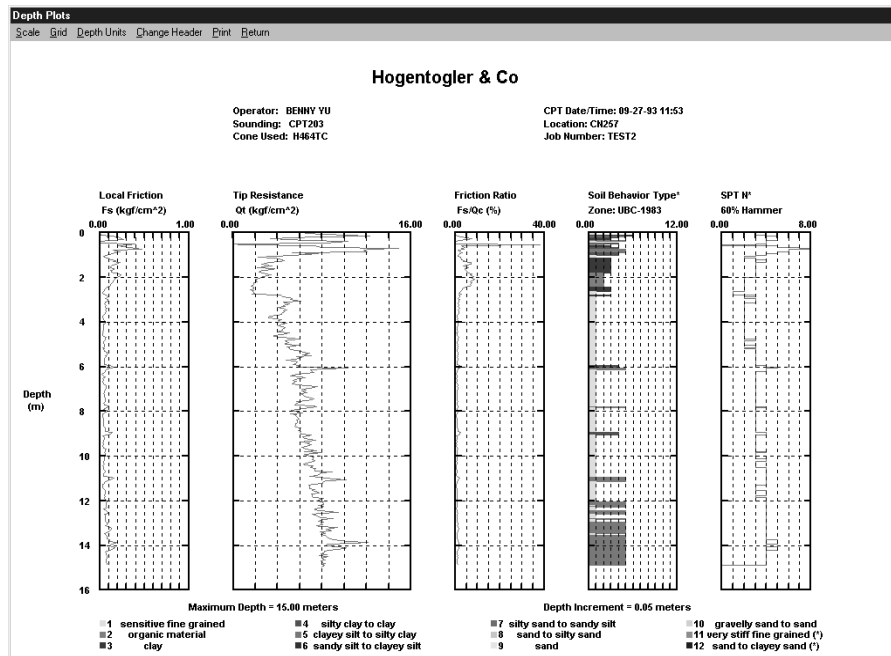 Depth Plots
Scale Grid Depth Units Change Header Print Return
Hogentogler & Co
Operator: BENNY YU
Sounding: CPT203
Cone Used: H464TC
CPT Date/Time: 09-27-93 11:53
Location: CN257
Job Number: TEST2
Local Friction
Fs (kgf/cm^2)
0.00 1.00
Tip Resistance
Qt (kgf/cm^2)
0.00 16.00
Friction Ratio
Fs/Qc (%)
0.00 40.00
Soil Behavior Type*
Zone: UBC-1983
0.00 12.00
SPT N*
60% Hammer
0.00 8.00
0
2
4
6
Depth
(m)
8
10
12
14
16
Maximum Depth = 15.00 meters
Depth Increment = 0.05 meters
1 sensitive fine grained
2 organic material
3 clay
4 silty clay to clay
5 clayey silt to silty clay
6 sandy silt to clayey silt
7 silty sand to sandy silt
8 sand to silty sand
9 sand
10 gravelly sand to sand
11 very stiff fine grained (*)
12 sand to clayey sand (*)